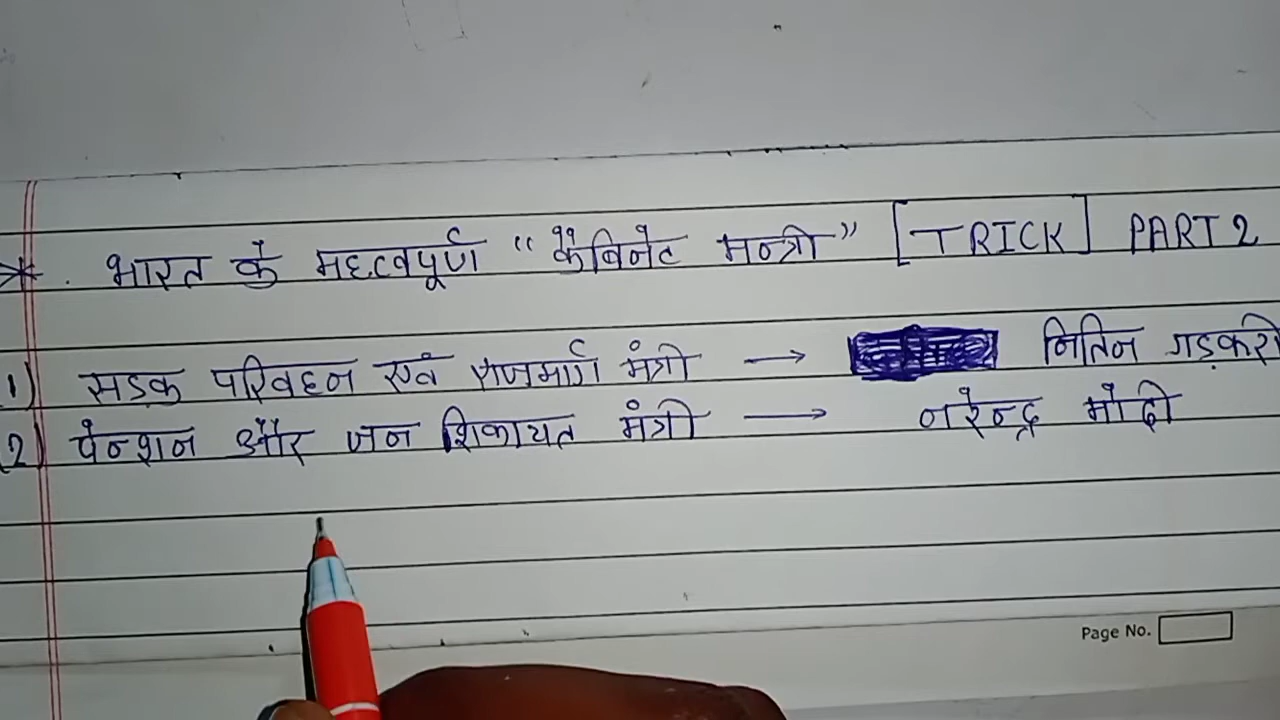 * . भारत के महत्वपूर्ण “कैबिनेट मन्त्री” [TRICK] PART 2
1) सड़क परिवहन एवं राजमार्ग मंत्री → नितिन गड़करी
(2) पेन्शन और जन शिकायत मंत्री → नरेन्द्र मोदी
Page No.